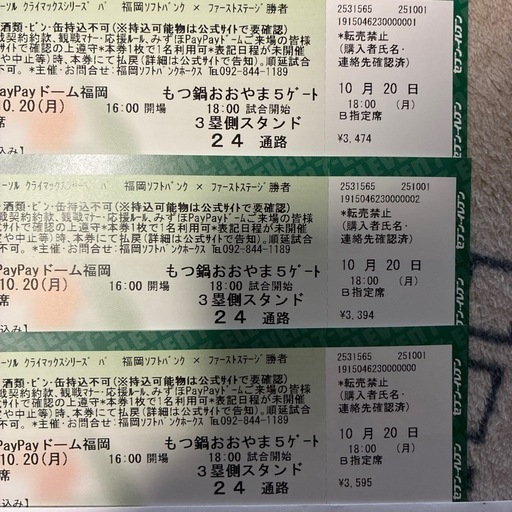 ーソル クライマックスシリーズ パ 福岡ソフトバンク × ファーストステージ勝者
酒類・ビン・缶持込不可(※持込可能物は公式サイトで要確認)
戦契約約款、観戦マナー・応援ルール、みずほPayPayドームご来場の皆様
サイトで確認の上遵守*本券1枚で1名利用可*表記日程が未開催
や中止等)時、本券にて払戻(詳細は公式サイトで告知)。順延試合
可。*主催・お問合せ:福岡ソフトバンクホークス TEL092-844-1189
PayPayドーム福岡 もつ鍋おおやま5ゲート
10.20(月) 16:00 開場 18:00 試合開始
席 3塁側スタンド
24 通路
込み】
2531565 251001
1915046230000001
*転売禁止
(購入者氏名・
連絡先確認済)
10月 20日
18:00 (月)
B指定席
¥3,474
セブン-イレブン
ーソル クライマックスシリーズ パ 福岡ソフトバンク × ファーストステージ勝者
酒類・ビン・缶持込不可(※持込可能物は公式サイトで要確認)
戦契約約款、観戦マナー・応援ルール、みずほPayPayドームご来場の皆様
サイトで確認の上遵守*本券1枚で1名利用可*表記日程が未開催
や中止等)時、本券にて払戻(詳細は公式サイトで告知)。順延試合
可。*主催・お問合せ:福岡ソフトバンクホークス TEL092-844-1189
PayPayドーム福岡 もつ鍋おおやま5ゲート
10.20(月) 16:00 開場 18:00 試合開始
席 3塁側スタンド
24 通路
込み】
2531565 251001
1915046230000002
*転売禁止
(購入者氏名・
連絡先確認済)
10月 20日
18:00 (月)
B指定席
¥3,394
セブン-イレブン
ーソル クライマックスシリーズ パ 福岡ソフトバンク × ファーストステージ勝者
酒類・ビン・缶持込不可(※持込可能物は公式サイトで要確認)
戦契約約款、観戦マナー・応援ルール、みずほPayPayドームご来場の皆様
サイトで確認の上遵守*本券1枚で1名利用可*表記日程が未開催
や中止等)時、本券にて払戻(詳細は公式サイトで告知)。順延試合
可。*主催・お問合せ:福岡ソフトバンクホークス TEL092-844-1189
PayPayドーム福岡 もつ鍋おおやま5ゲート
10.20(月) 16:00 開場 18:00 試合開始
席 3塁側スタンド
24 通路
込み】
2531565 251001
1915046230000000
*転売禁止
(購入者氏名・
連絡先確認済)
10月 20日
18:00 (月)
B指定席
¥3,595
セブン-イレブン